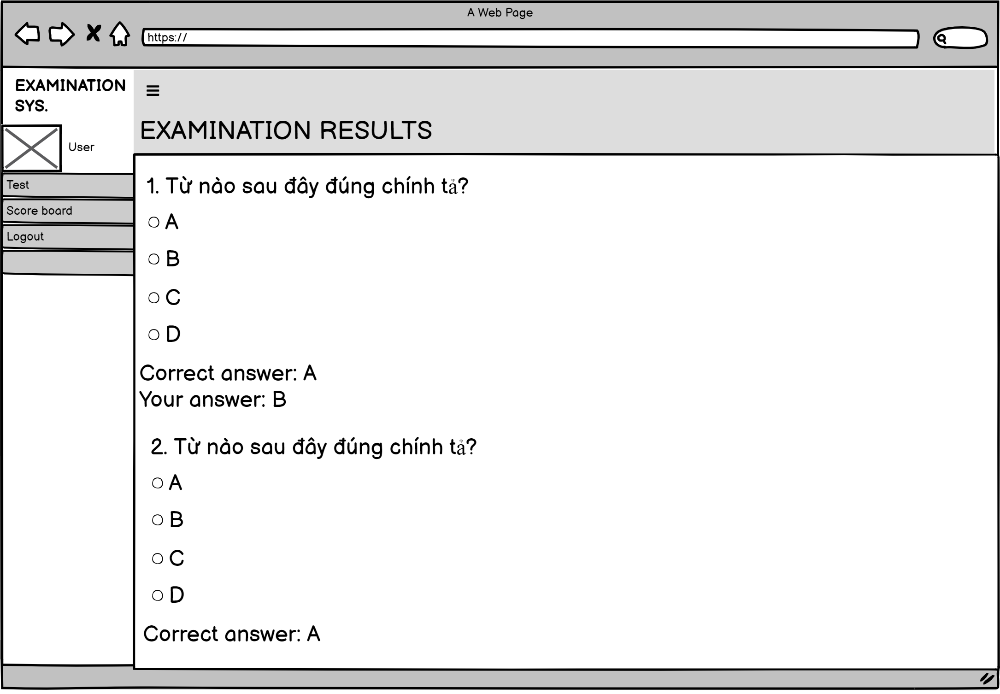 A Web Page
https://
EXAMINATION
SYS.
User
Test
Score board
Logout
EXAMINATION RESULTS
1. Từ nào sau đây đúng chính tả?
A
B
C
D
Correct answer: A
Your answer: B
2. Từ nào sau đây đúng chính tả?
A
B
C
D
Correct answer: A